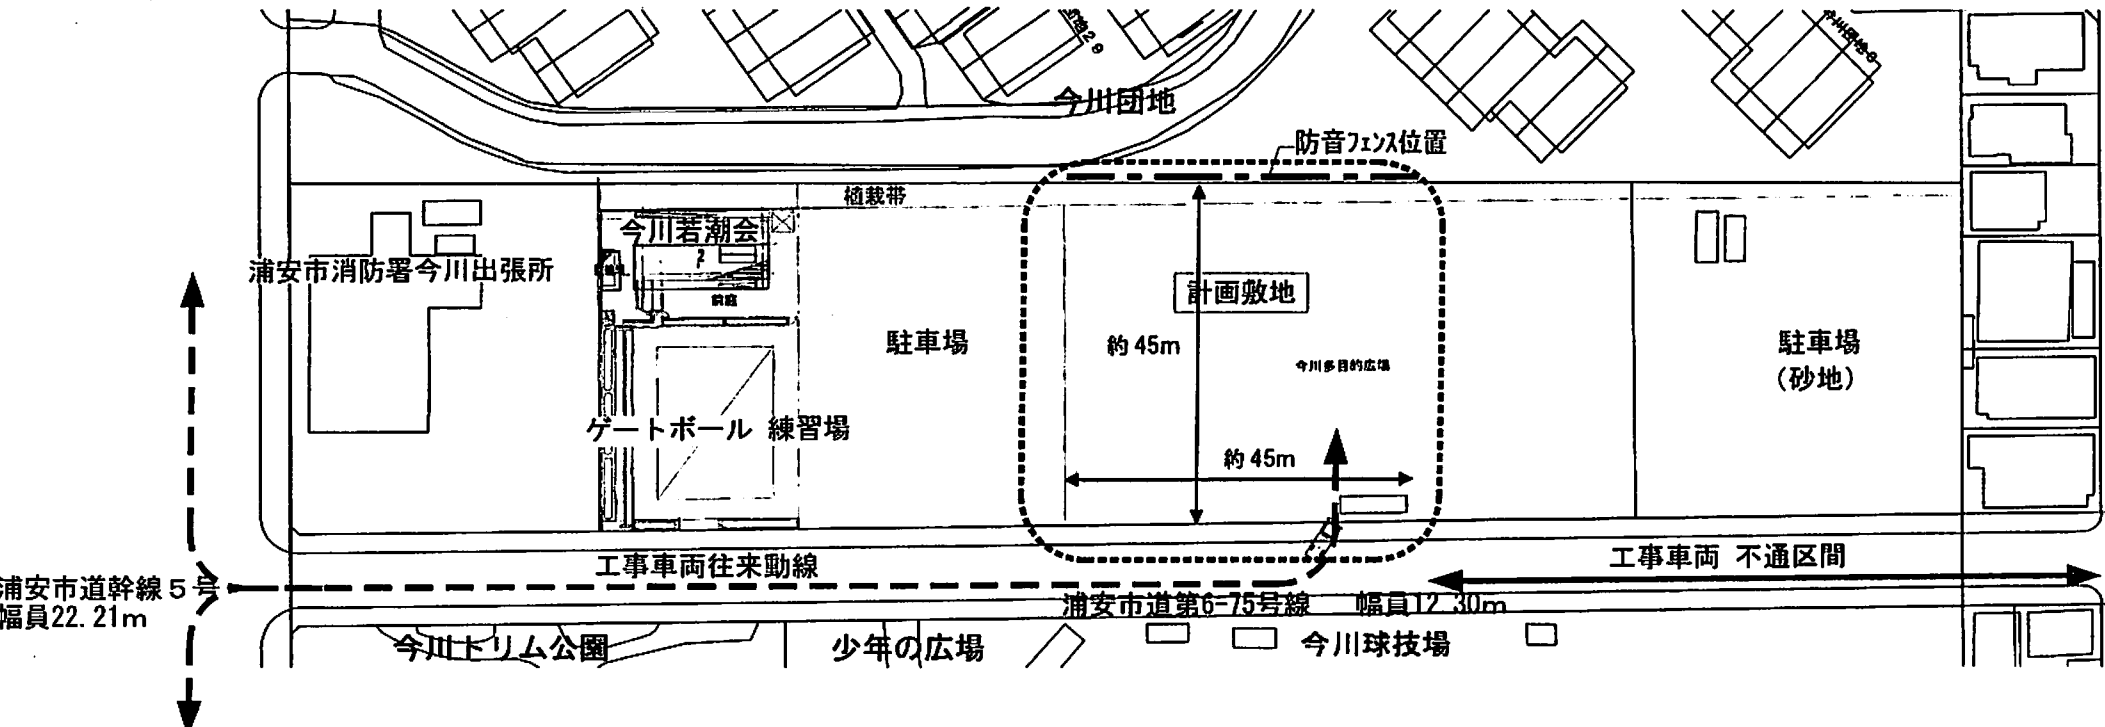 今川団地
防音フェンス位置
植栽帯
今川若潮会
浦安市消防署今川出張所
前庭
計画敷地
駐車場
約45m
今川多目的広場
駐車場
(砂地)
ゲートボール 練習場
約45m
工事車両往来動線
工事車両 不通区間
浦安市道幹線5号
幅員22.21m
浦安市道第6-75号線 幅員12.30m
今川トリム公園
少年の広場
今川球技場